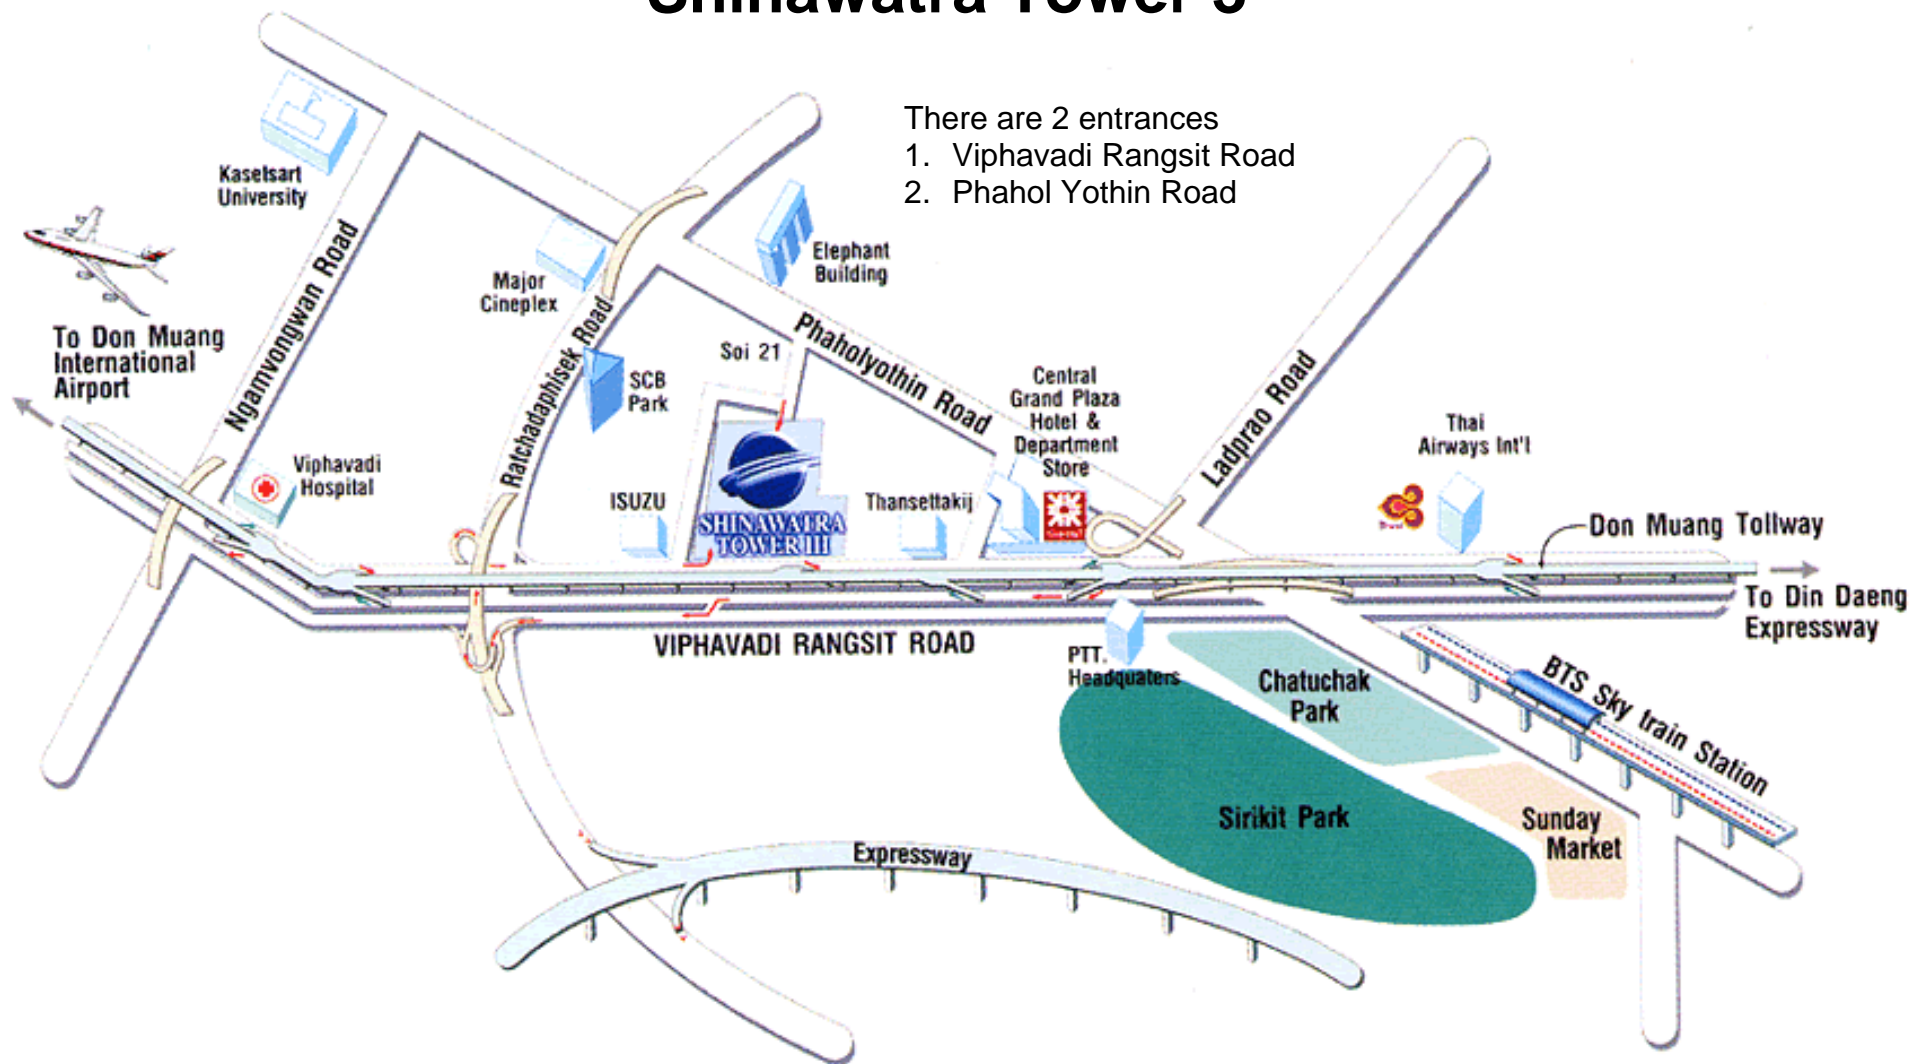 Shinawatra Tower 3
There are 2 entrances
1. Viphavadi Rangsit Road
2. Phahol Yothin Road
Kasetsart
University
Ngamvongwan Road
To Don Muang
International
Airport
Viphavadi
Hospital
Major
Cineplex
Ratchadaphisek Road
SCB
Park
Elephant
Building
Soi 21
Phaholyothin Road
ISUZU
SHINAWATRA
TOWER III
Thansettakij
Central
Grand Plaza
Hotel &
Department
Store
Ladprao Road
Thai
Airways Int'l
Don Muang Tollway
To Din Daeng
Expressway
VIPHAVADI RANGSIT ROAD
PTT.
Headquaters
Chatuchak
Park
BTS Sky train Station
Sirikit Park
Sunday
Market
Expressway